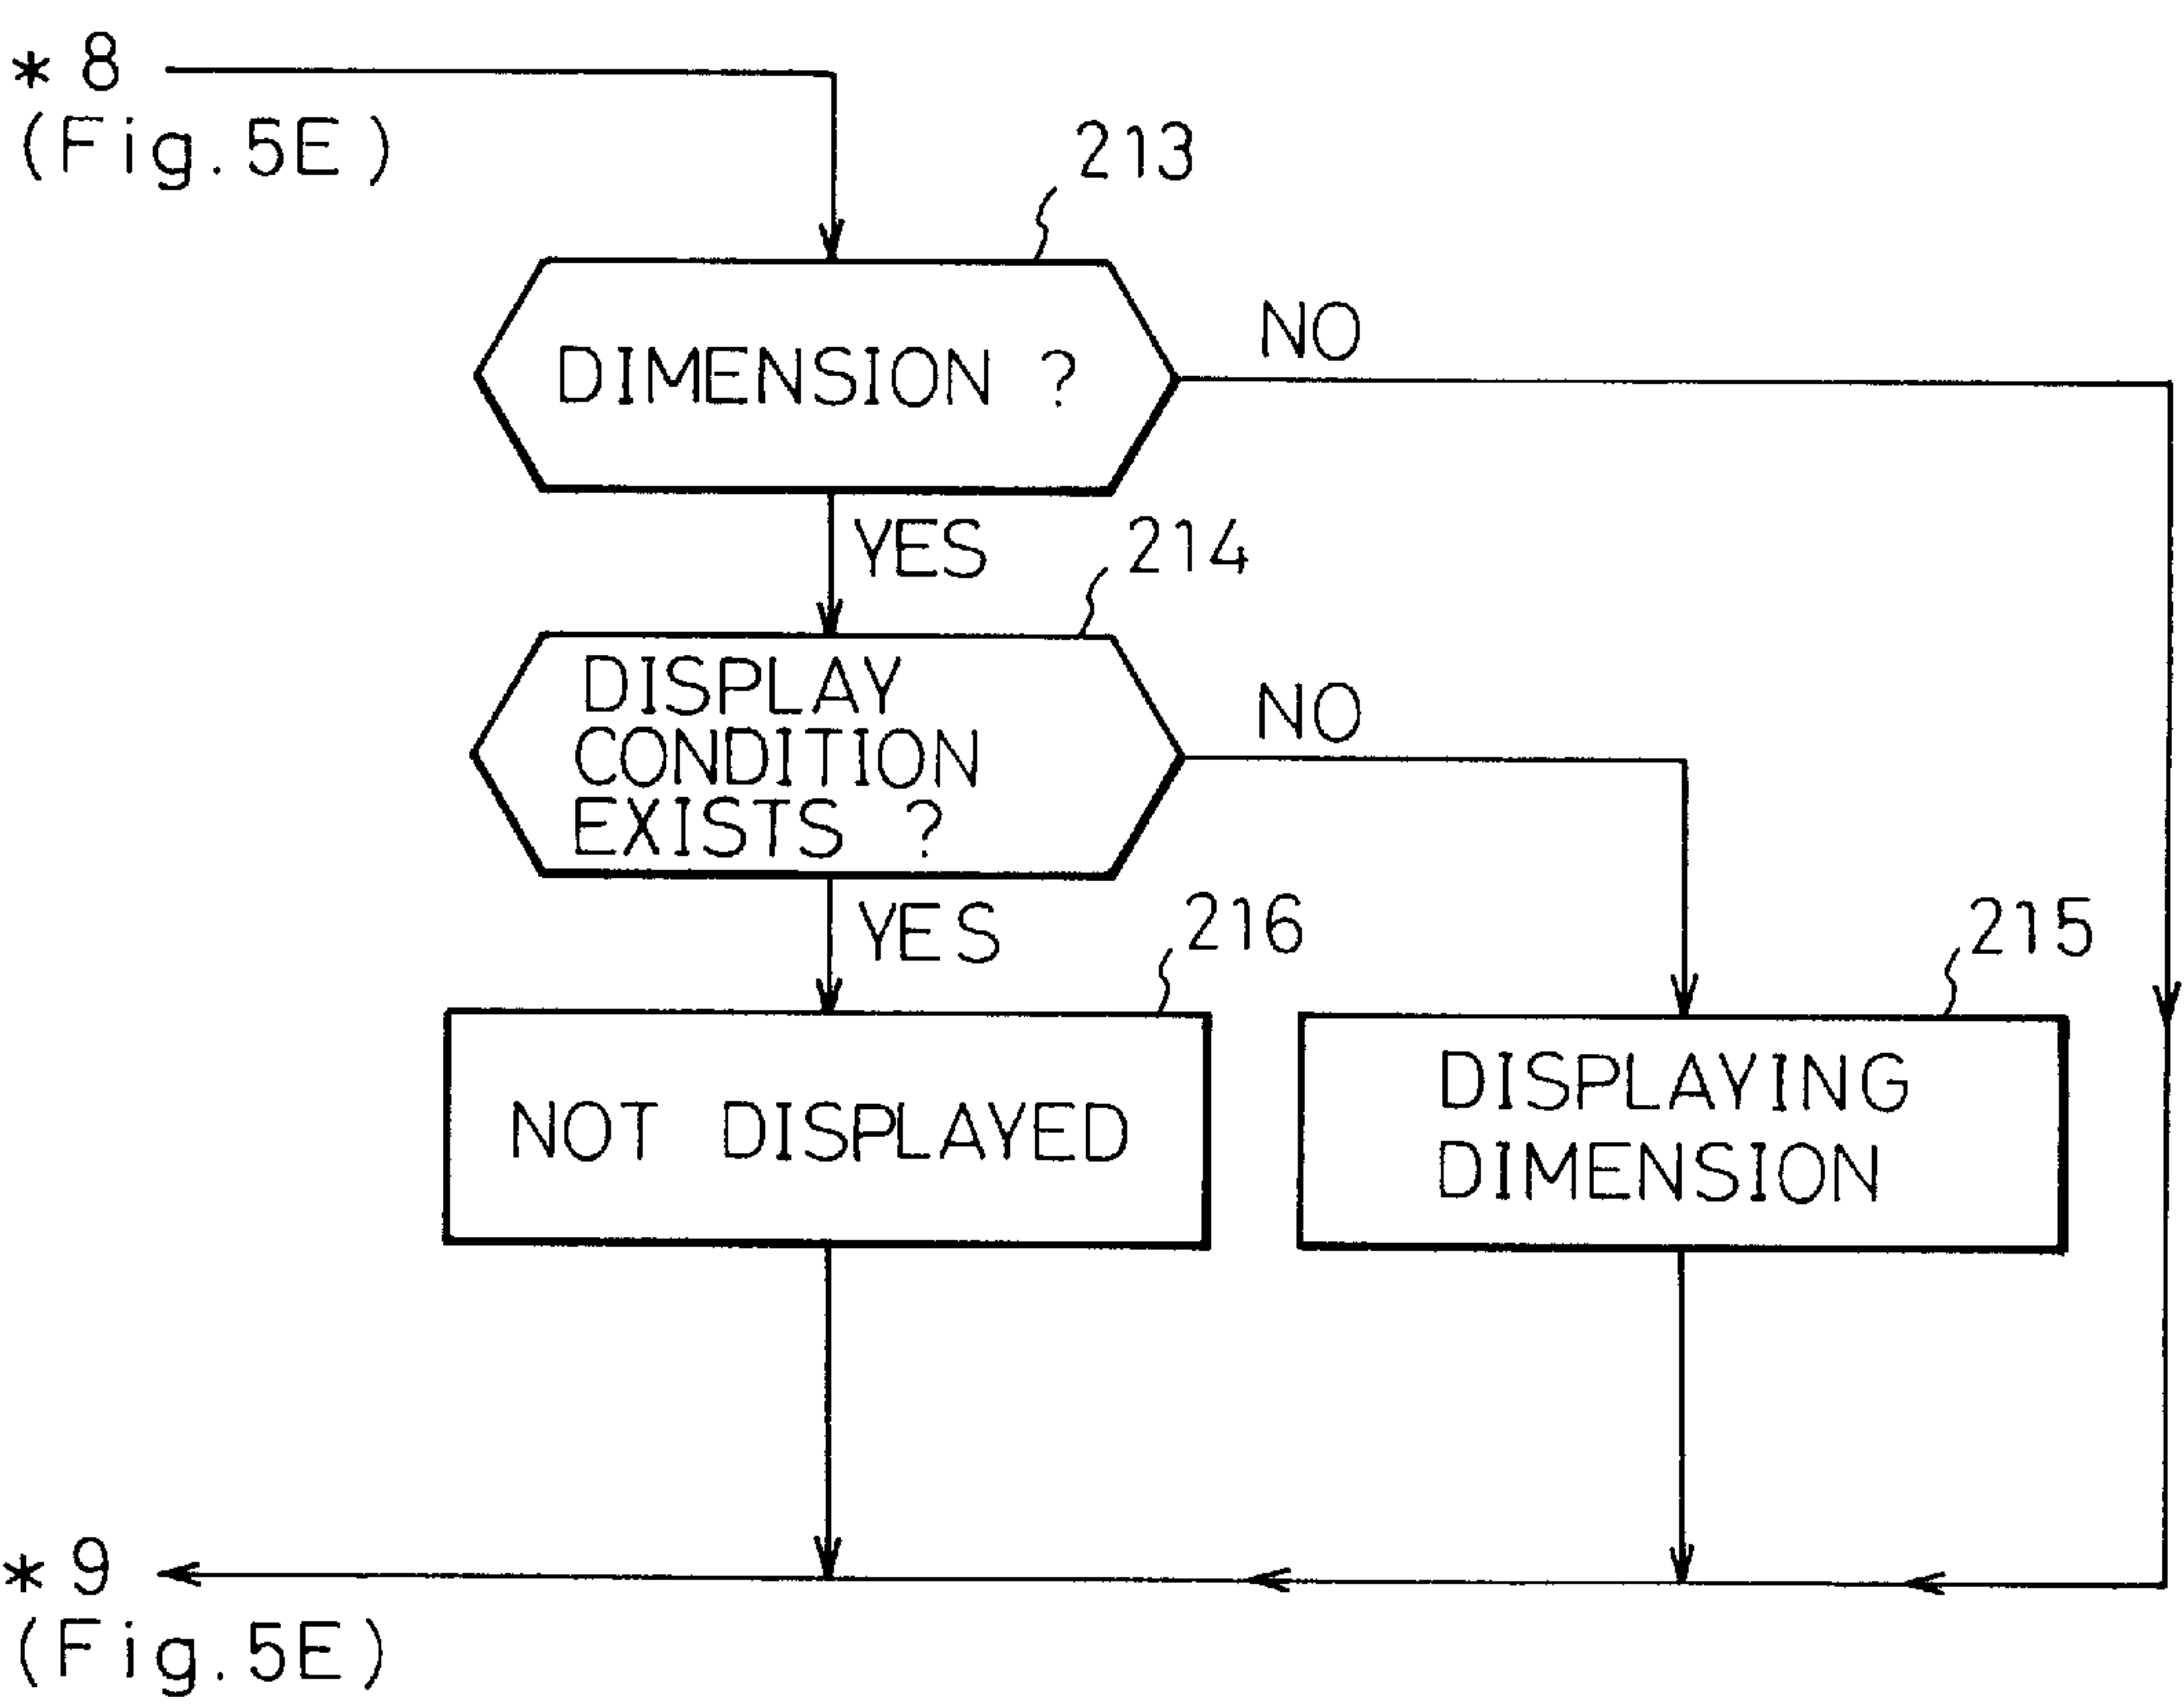 * 8
(Fig.5E)
213
DIMENSION ?
NO
YES
214
DISPLAY
CONDITION
EXISTS ?
NO
YES
216
215
NOT DISPLAYED
DISPLAYING
DIMENSION
* 9
(Fig.5E)